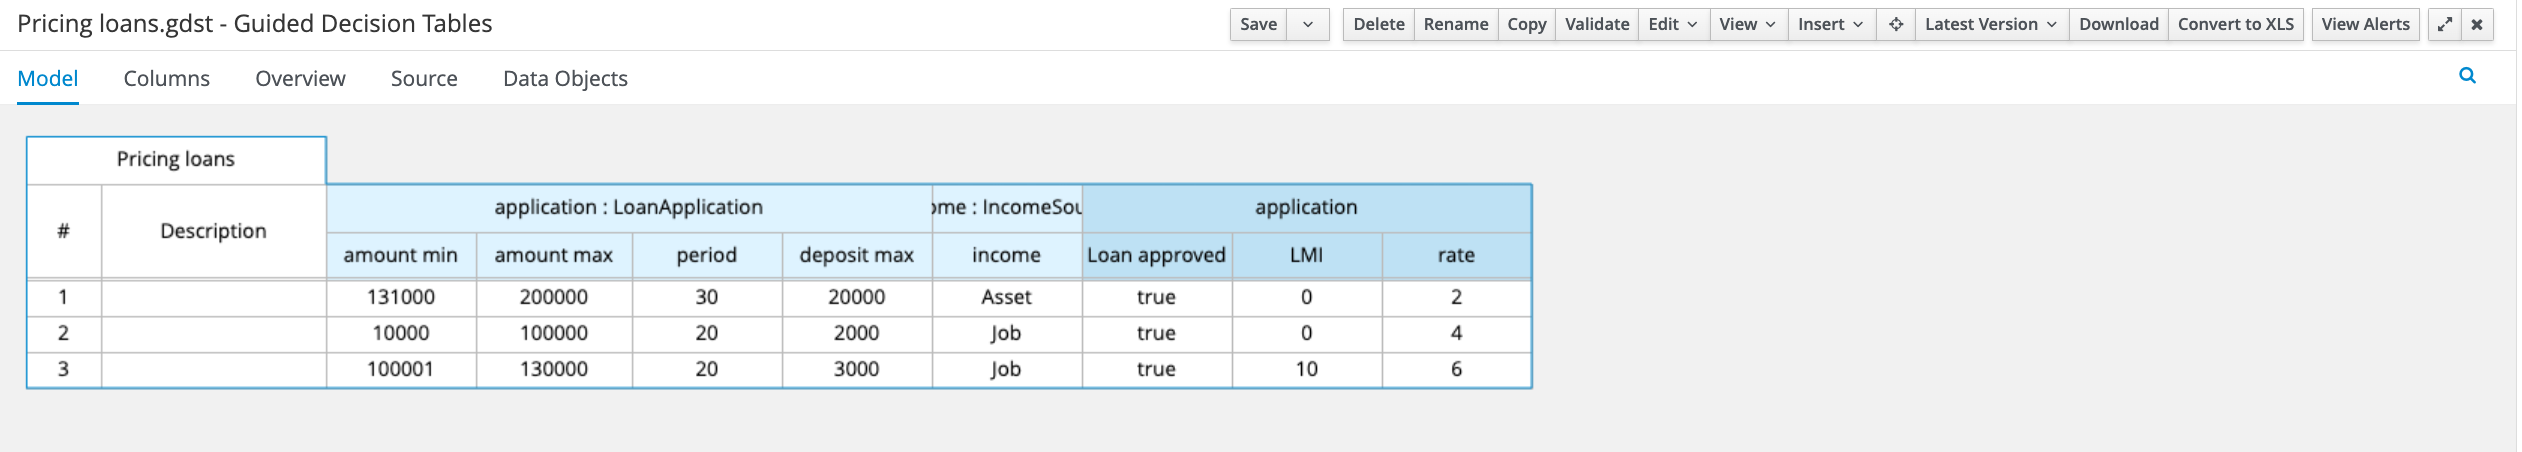 Pricing loans.gdst - Guided Decision Tables
Save Delete Rename Copy Validate Edit View Insert Latest Version Download Convert to XLS View Alerts
Model Columns Overview Source Data Objects
Pricing loans
# Description
application : LoanApplication ome : IncomeSou application
amount min amount max period deposit max income Loan approved LMI rate
1 131000 200000 30 20000 Asset true 0 2
2 10000 100000 20 2000 Job true 0 4
3 100001 130000 20 3000 Job true 10 6